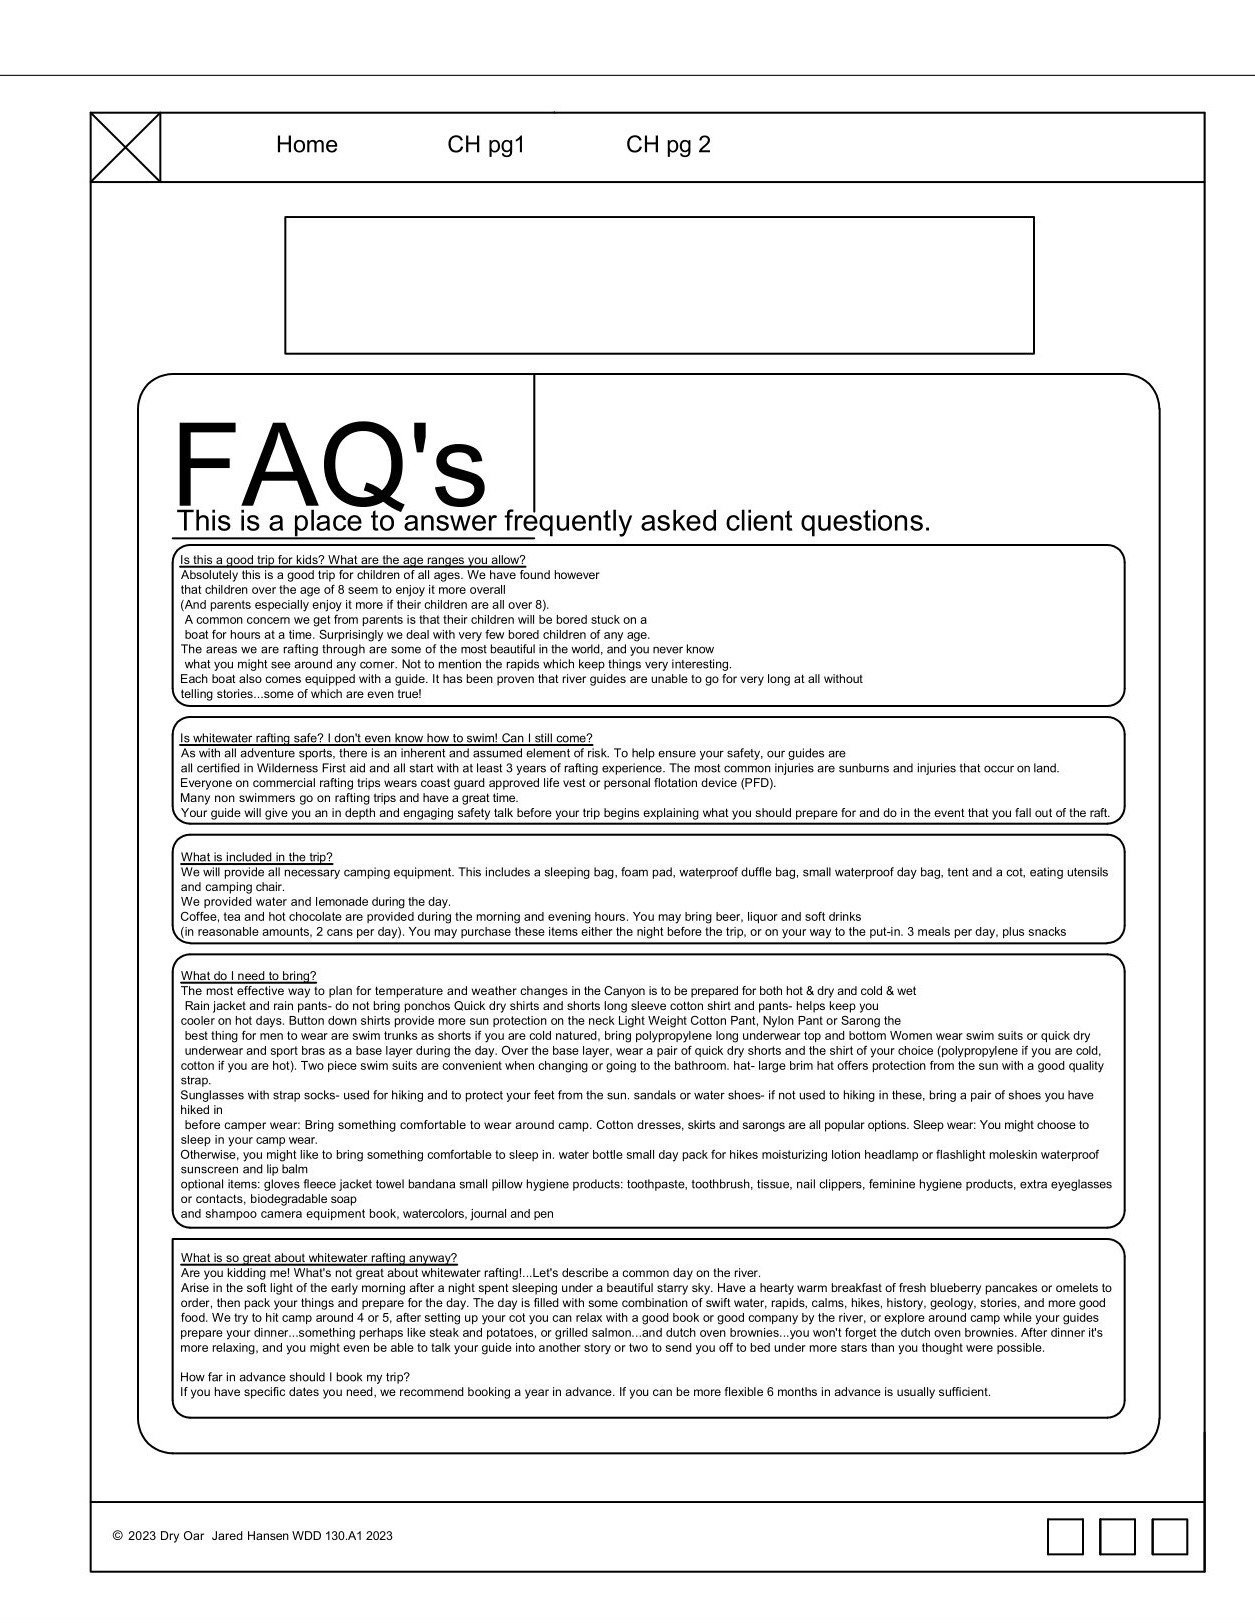 Home CH pg1 CH pg 2
FAQ's
This is a place to answer frequently asked client questions.
Is this a good trip for kids? What are the age ranges you allow?
Absolutely this is a good trip for children of all ages. We have found however
that children over the age of 8 seem to enjoy it more overall
(And parents especially enjoy it more if their children are all over 8).
A common concern we get from parents is that their children will be bored stuck on a
boat for hours at a time. Surprisingly we deal with very few bored children of any age.
The areas we are rafting through are some of the most beautiful in the world, and you never know
what you might see around any corner. Not to mention the rapids which keep things very interesting.
Each boat also comes equipped with a guide. It has been proven that river guides are unable to go for very long at all without
telling stories...some of which are even true!
Is whitewater rafting safe? I don't even know how to swim! Can I still come?
As with all adventure sports, there is an inherent and assumed element of risk. To help ensure your safety, our guides are
all certified in Wilderness First aid and all start with at least 3 years of rafting experience. The most common injuries are sunburns and injuries that occur on land.
Everyone on commercial rafting trips wears coast guard approved life vest or personal flotation device (PFD).
Many non swimmers go on rafting trips and have a great time.
Your guide will give you an in depth and engaging safety talk before your trip begins explaining what you should prepare for and do in the event that you fall out of the raft.
What is included in the trip?
We will provide all necessary camping equipment. This includes a sleeping bag, foam pad, waterproof duffle bag, small waterproof day bag, tent and a cot, eating utensils
and camping chair.
We provided water and lemonade during the day.
Coffee, tea and hot chocolate are provided during the morning and evening hours. You may bring beer, liquor and soft drinks
(in reasonable amounts, 2 cans per day). You may purchase these items either the night before the trip, or on your way to the put-in. 3 meals per day, plus snacks
What do I need to bring?
The most effective way to plan for temperature and weather changes in the Canyon is to be prepared for both hot & dry and cold & wet
Rain jacket and rain pants- do not bring ponchos Quick dry shirts and shorts long sleeve cotton shirt and pants- helps keep you
cooler on hot days. Button down shirts provide more sun protection on the neck Light Weight Cotton Pant, Nylon Pant or Sarong the
best thing for men to wear are swim trunks as shorts if you are cold natured, bring polypropylene long underwear top and bottom Women wear swim suits or quick dry
underwear and sport bras as a base layer during the day. Over the base layer, wear a pair of quick dry shorts and the shirt of your choice (polypropylene if you are cold,
cotton if you are hot). Two piece swim suits are convenient when changing or going to the bathroom. hat- large brim hat offers protection from the sun with a good quality
strap.
Sunglasses with strap socks- used for hiking and to protect your feet from the sun. sandals or water shoes- if not used to hiking in these, bring a pair of shoes you have
hiked in
before camper wear: Bring something comfortable to wear around camp. Cotton dresses, skirts and sarongs are all popular options. Sleep wear: You might choose to
sleep in your camp wear.
Otherwise, you might like to bring something comfortable to sleep in. water bottle small day pack for hikes moisturizing lotion headlamp or flashlight moleskin waterproof
sunscreen and lip balm
optional items: gloves fleece jacket towel bandana small pillow hygiene products: toothpaste, toothbrush, tissue, nail clippers, feminine hygiene products, extra eyeglasses
or contacts, biodegradable soap
and shampoo camera equipment book, watercolors, journal and pen
What is so great about whitewater rafting anyway?
Are you kidding me! What's not great about whitewater rafting!...Let's describe a common day on the river.
Arise in the soft light of the early morning after a night spent sleeping under a beautiful starry sky. Have a hearty warm breakfast of fresh blueberry pancakes or omelets to
order, then pack your things and prepare for the day. The day is filled with some combination of swift water, rapids, calms, hikes, history, geology, stories, and more good
food. We try to hit camp around 4 or 5, after setting up your cot you can relax with a good book or good company by the river, or explore around camp while your guides
prepare your dinner...something perhaps like steak and potatoes, or grilled salmon...and dutch oven brownies...you won't forget the dutch oven brownies. After dinner it's
more relaxing, and you might even be able to talk your guide into another story or two to send you off to bed under more stars than you thought were possible.
How far in advance should I book my trip?
If you have specific dates you need, we recommend booking a year in advance. If you can be more flexible 6 months in advance is usually sufficient.
© 2023 Dry Oar Jared Hansen WDD 130.A1 2023